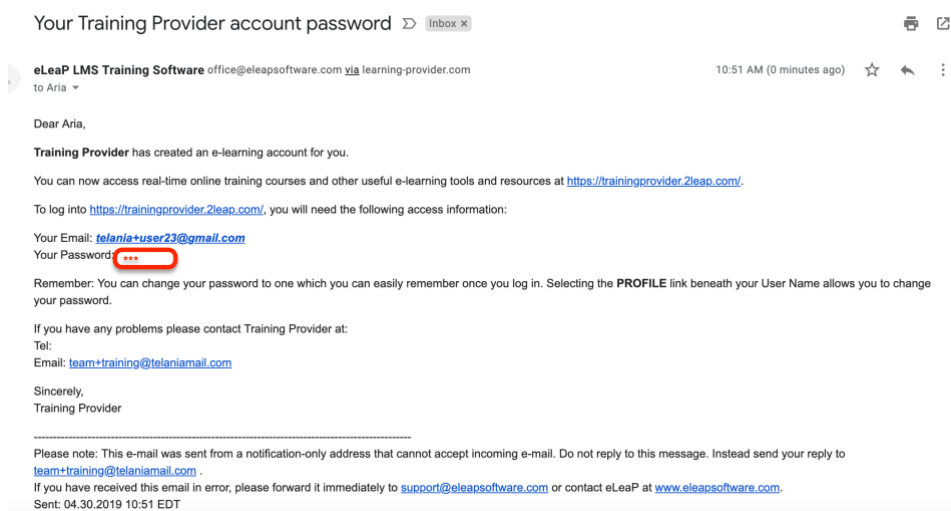 Your Training Provider account password Inbox ×
eLeaP LMS Training Software office@eleapsoftware.com via learning-provider.com 10:51 AM (0 minutes ago)
to Aria
Dear Aria,
Training Provider has created an e-learning account for you.
You can now access real-time online training courses and other useful e-learning tools and resources at https://trainingprovider.2leap.com/.
To log into https://trainingprovider.2leap.com/, you will need the following access information:
Your Email: telania+user23@gmail.com
Your Password: ***
Remember: You can change your password to one which you can easily remember once you log in. Selecting the PROFILE link beneath your User Name allows you to change
your password.
If you have any problems please contact Training Provider at:
Tel:
Email: team+training@telaniamail.com
Sincerely,
Training Provider
--------------------------------------------------------------------------------------------
Please note: This e-mail was sent from a notification-only address that cannot accept incoming e-mail. Do not reply to this message. Instead send your reply to
team+training@telaniamail.com .
If you have received this email in error, please forward it immediately to support@eleapsoftware.com or contact eLeaP at www.eleapsoftware.com.
Sent: 04.30.2019 10:51 EDT